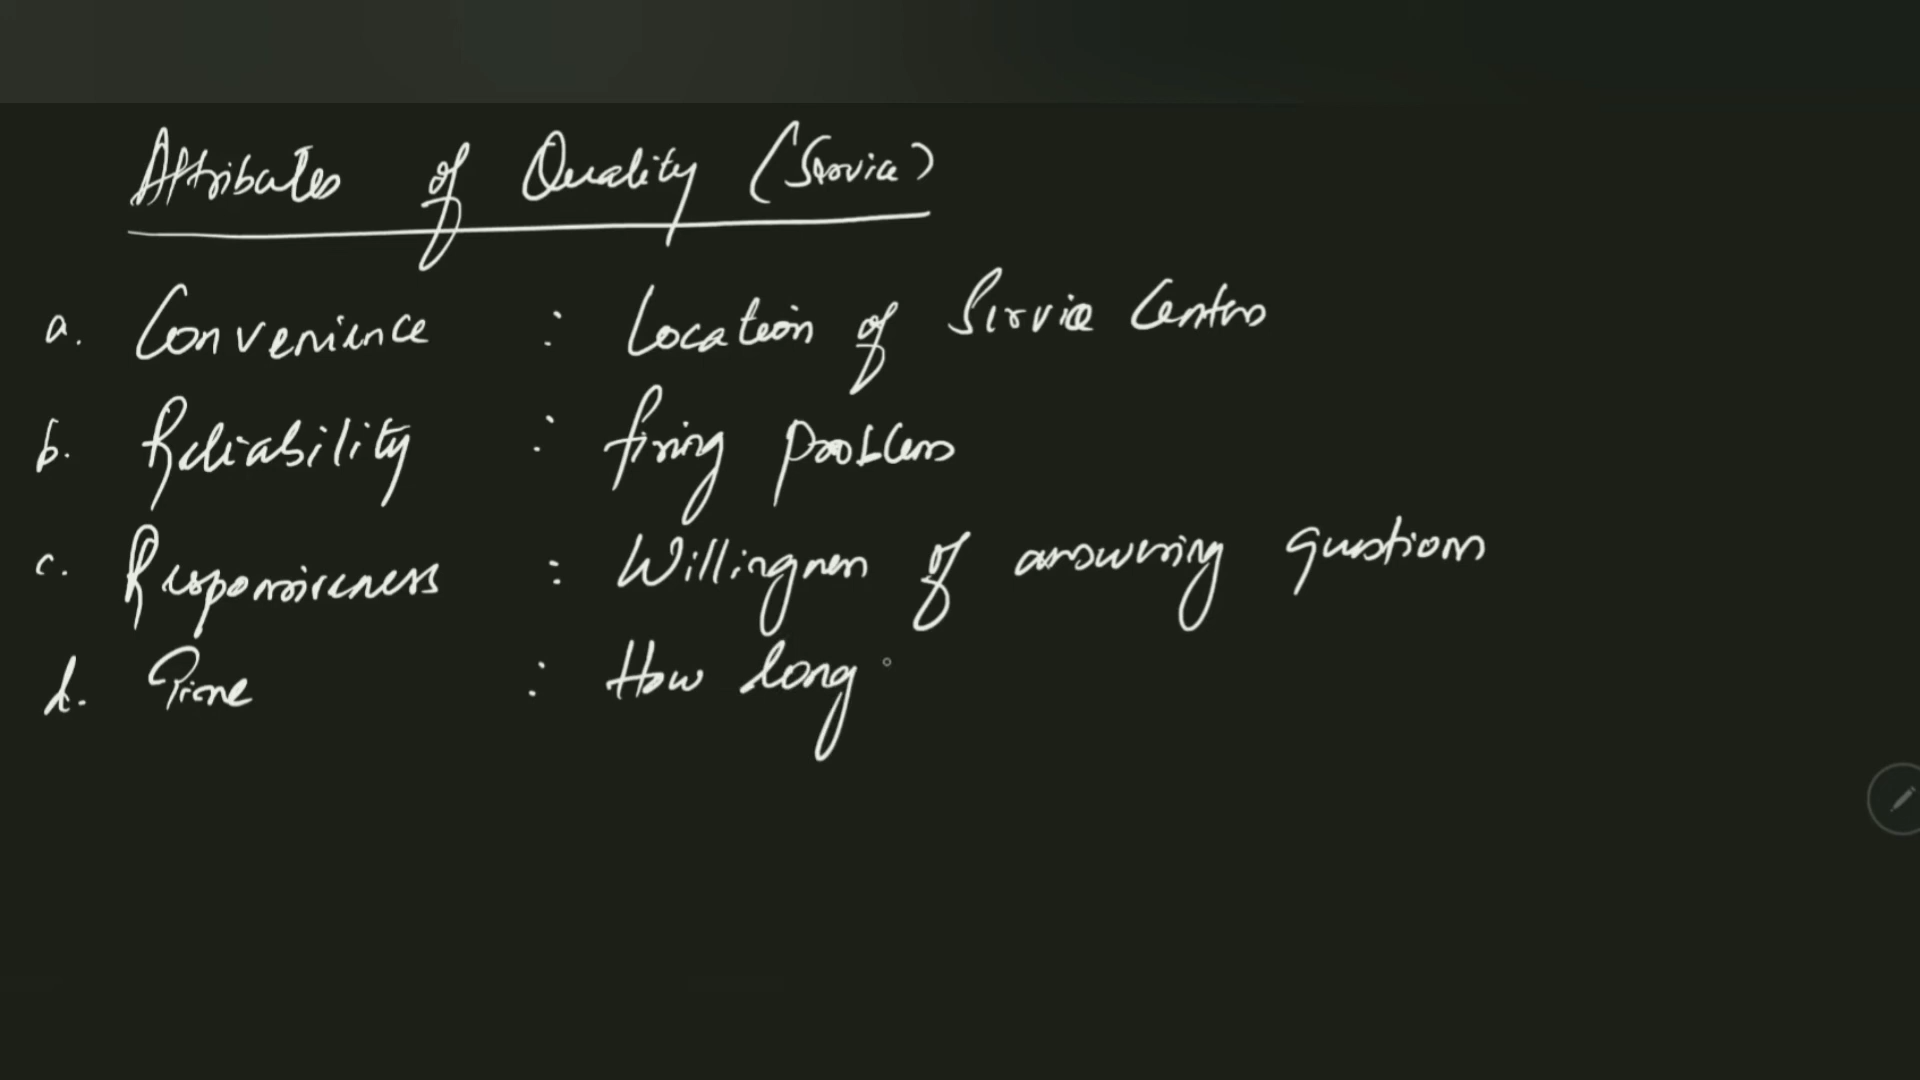 Attributes of Quality (Service)
a. Convenience : Location of Service Centers
b. Reliability : fixing problems
c. Responsiveness : Willingness of answering questions
d. Time : How long